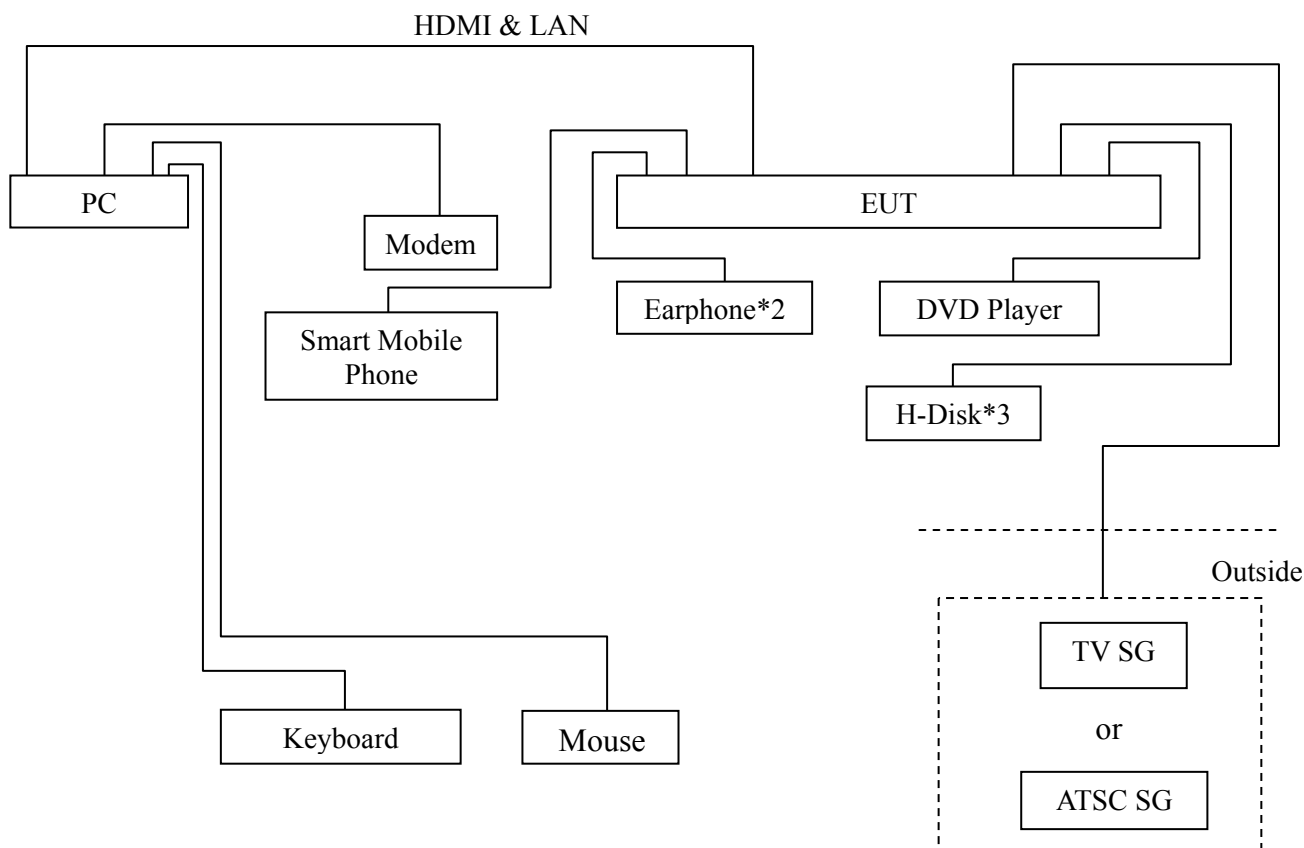 HDMI & LAN
PC
EUT
Modem
Earphone*2
DVD Player
Smart Mobile
Phone
H-Disk*3
Outside
TV SG
Keyboard
Mouse
or
ATSC SG